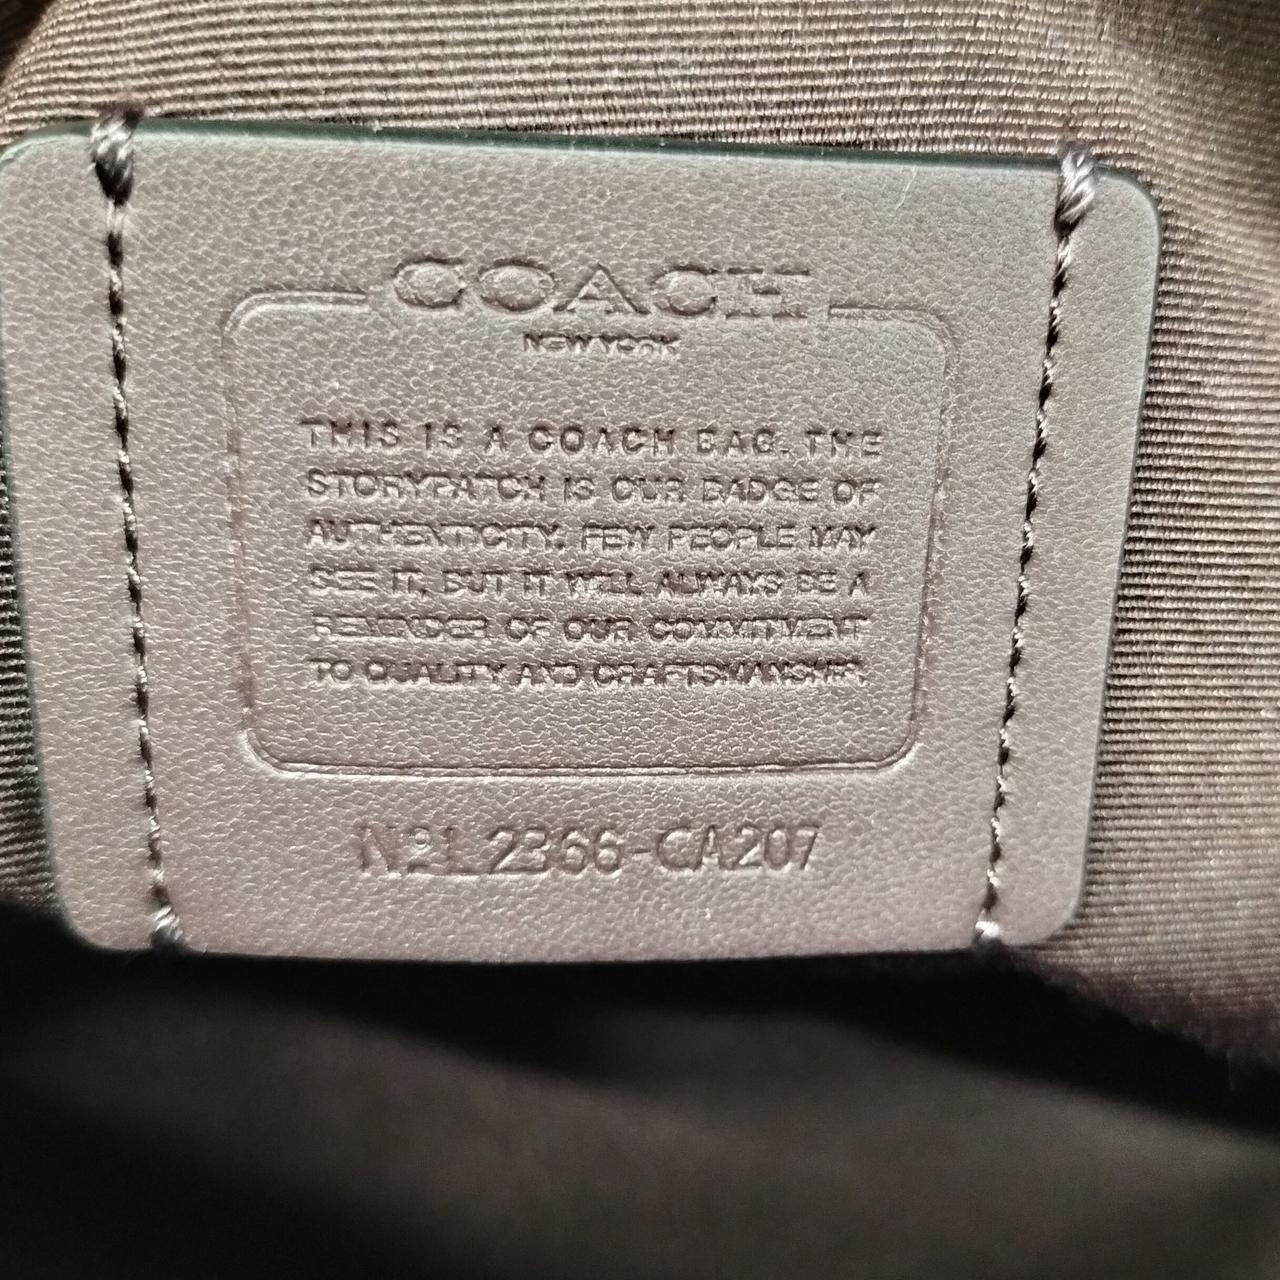 COACH
NEW YORK
THIS IS A COACH BAG. THE
STORYPATCH IS OUR BADGE OF
AUTHENTICITY. FEW PEOPLE MAY
SEE IT, BUT IT WILL ALWAYS BE A
REMINDER OF OUR COMMITMENT
TO QUALITY AND CRAFTSMANSHIP.
2366-CA207